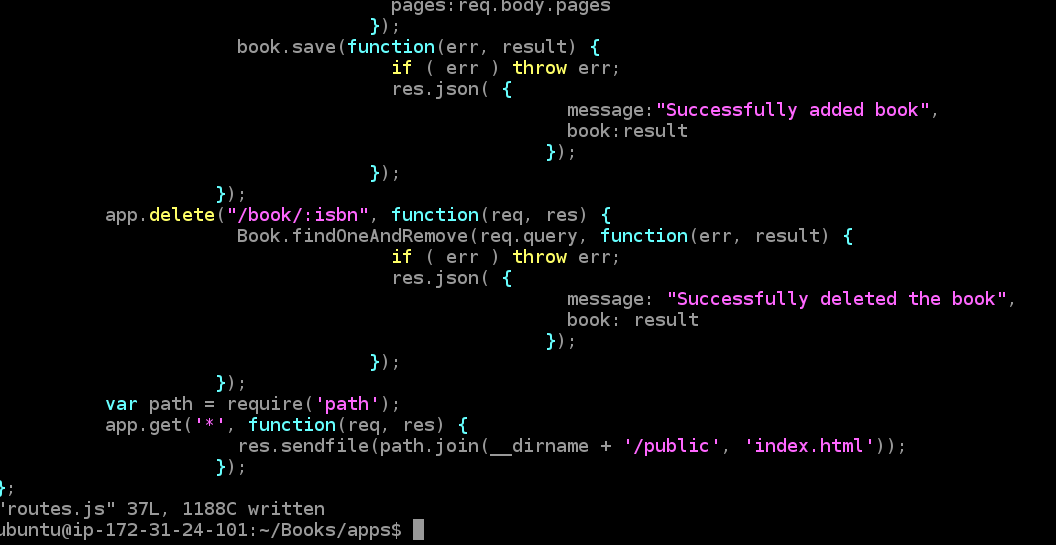 pages:req.body.pages
});
book.save(function(err, result) {
if ( err ) throw err;
res.json( {
message:"Successfully added book",
book:result
});
});
});
app.delete("/book/:isbn", function(req, res) {
Book.findOneAndRemove(req.query, function(err, result) {
if ( err ) throw err;
res.json( {
message: "Successfully deleted the book",
book: result
});
});
});
var path = require('path');
app.get('*', function(req, res) {
res.sendfile(path.join(__dirname + '/public', 'index.html'));
});
};
"routes.js" 37L, 1188C written
ubuntu@ip-172-31-24-101:~/Books/apps$